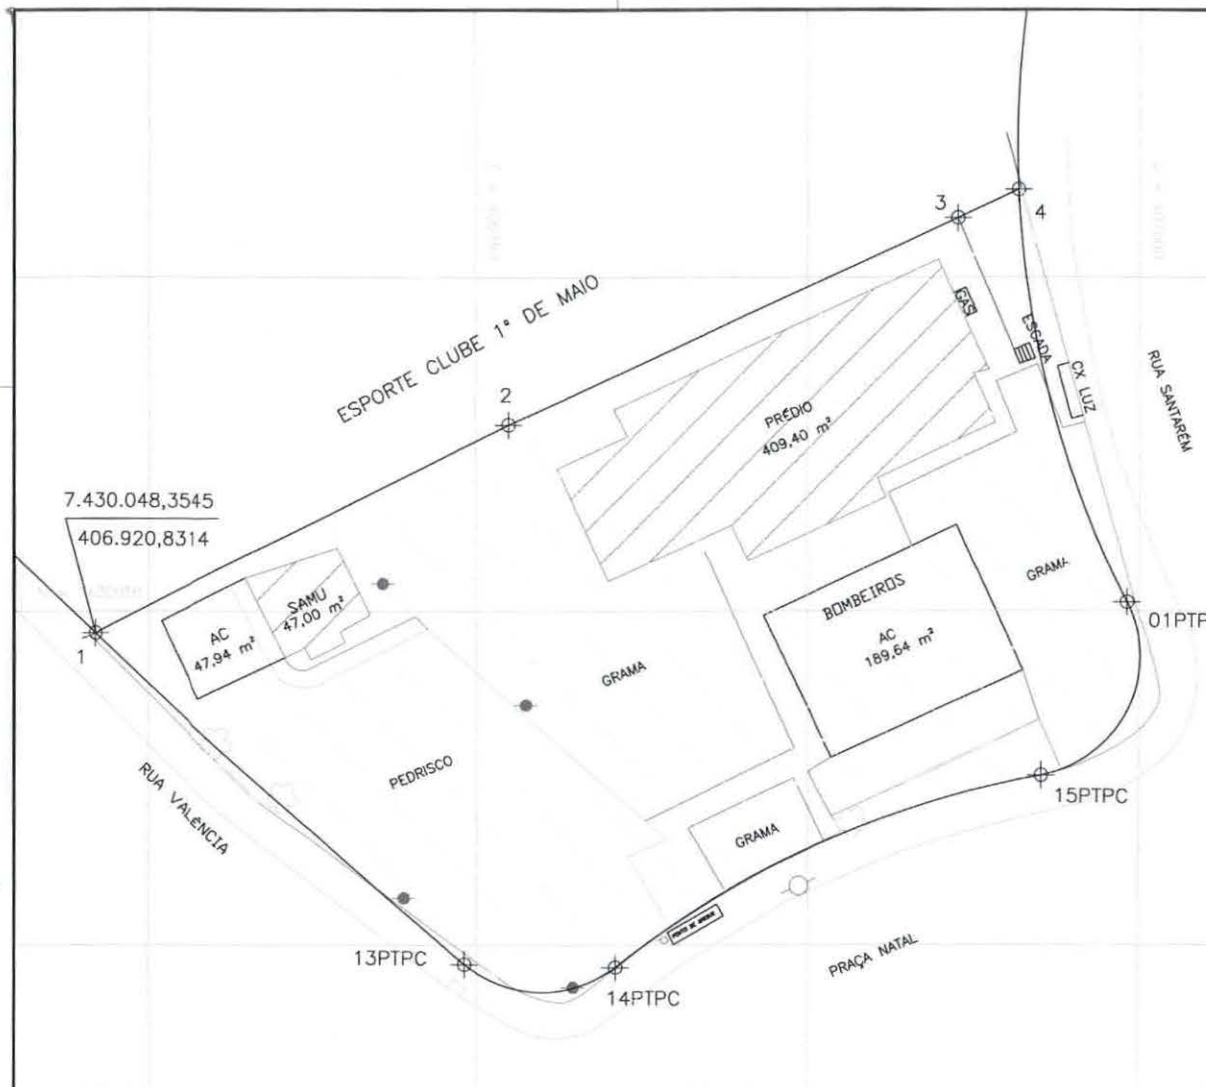 3
4
ESCADA
GAS
CX LUZ
RUA SANTARÉM
ESPORTE CLUBE 1° DE MAIO
2
PRÉDIO
409,40 m²
7.430.048,3545
406.920,8314
1
SAMU
47,00 m²
AC
47,94 m²
BOMBEIROS
AC
189,64 m²
GRAMA
01PTP
GRAMA
PEDRISCO
RUA VALENCIA
15PTPC
GRAMA
13PTPC
14PTPC
PRAÇA NATAL